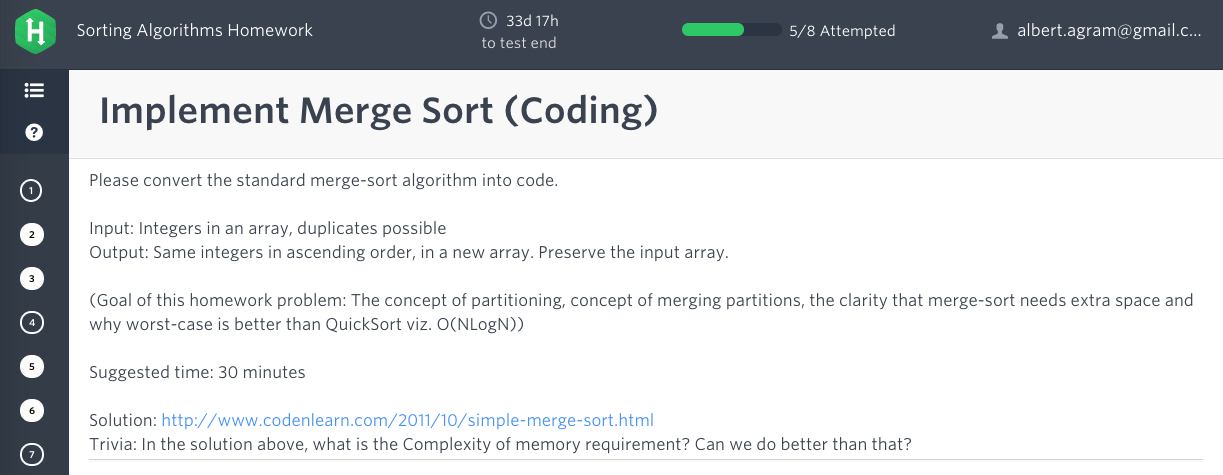 H
Sorting Algorithms Homework
33d 17h
to test end
5/8 Attempted
albert.agram@gmail.c...
?
Implement Merge Sort (Coding)
1
Please convert the standard merge-sort algorithm into code.
2
Input: Integers in an array, duplicates possible
Output: Same integers in ascending order, in a new array. Preserve the input array.
3
(Goal of this homework problem: The concept of partitioning, concept of merging partitions, the clarity that merge-sort needs extra space and
why worst-case is better than QuickSort viz. O(NLogN))
4
Suggested time: 30 minutes
5
6
Solution: http://www.codenlearn.com/2011/10/simple-merge-sort.html
Trivia: In the solution above, what is the Complexity of memory requirement? Can we do better than that?
7